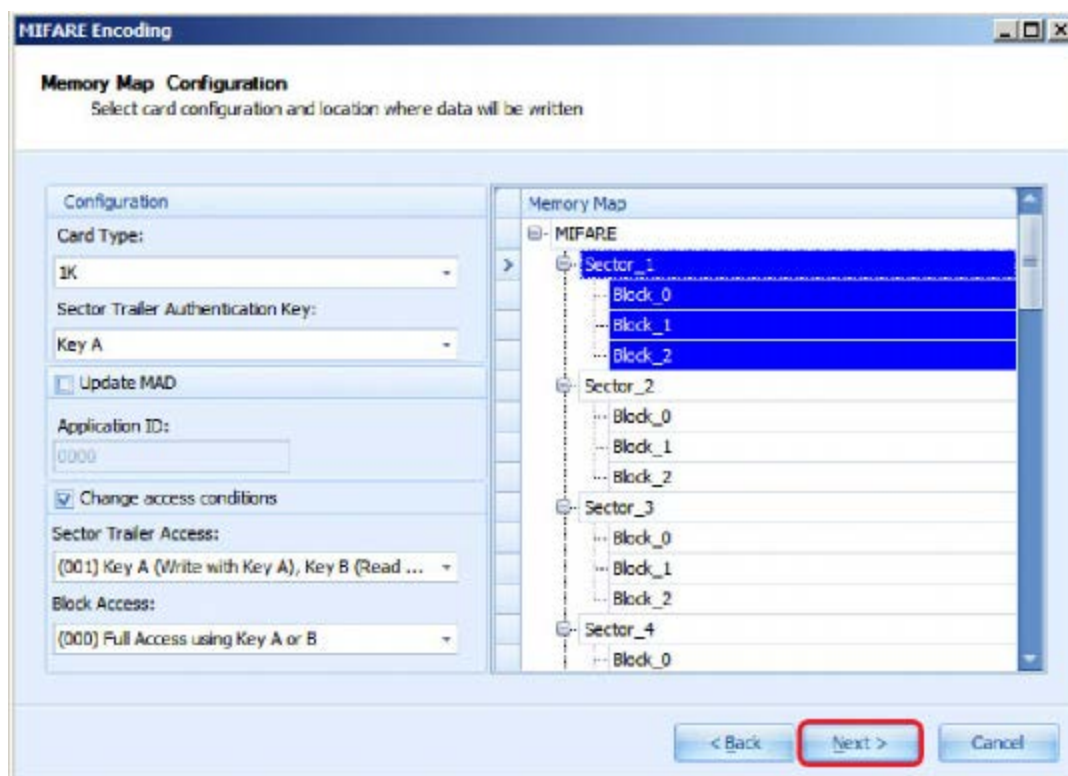 MIFARE Encoding
Memory Map Configuration
Select card configuration and location where data will be written
Configuration
Card Type:
1K
Sector Trailer Authentication Key:
Key A
Update MAD
Application ID:
0000
Change access conditions
Sector Trailer Access:
(001) Key A (Write with Key A), Key B (Read ...
Block Access:
(000) Full Access using Key A or B
Memory Map
MIFARE
Sector_1
Block_0
Block_1
Block_2
Sector_2
Block_0
Block_1
Block_2
Sector_3
Block_0
Block_1
Block_2
Sector_4
Block_0
< Back
Next >
Cancel